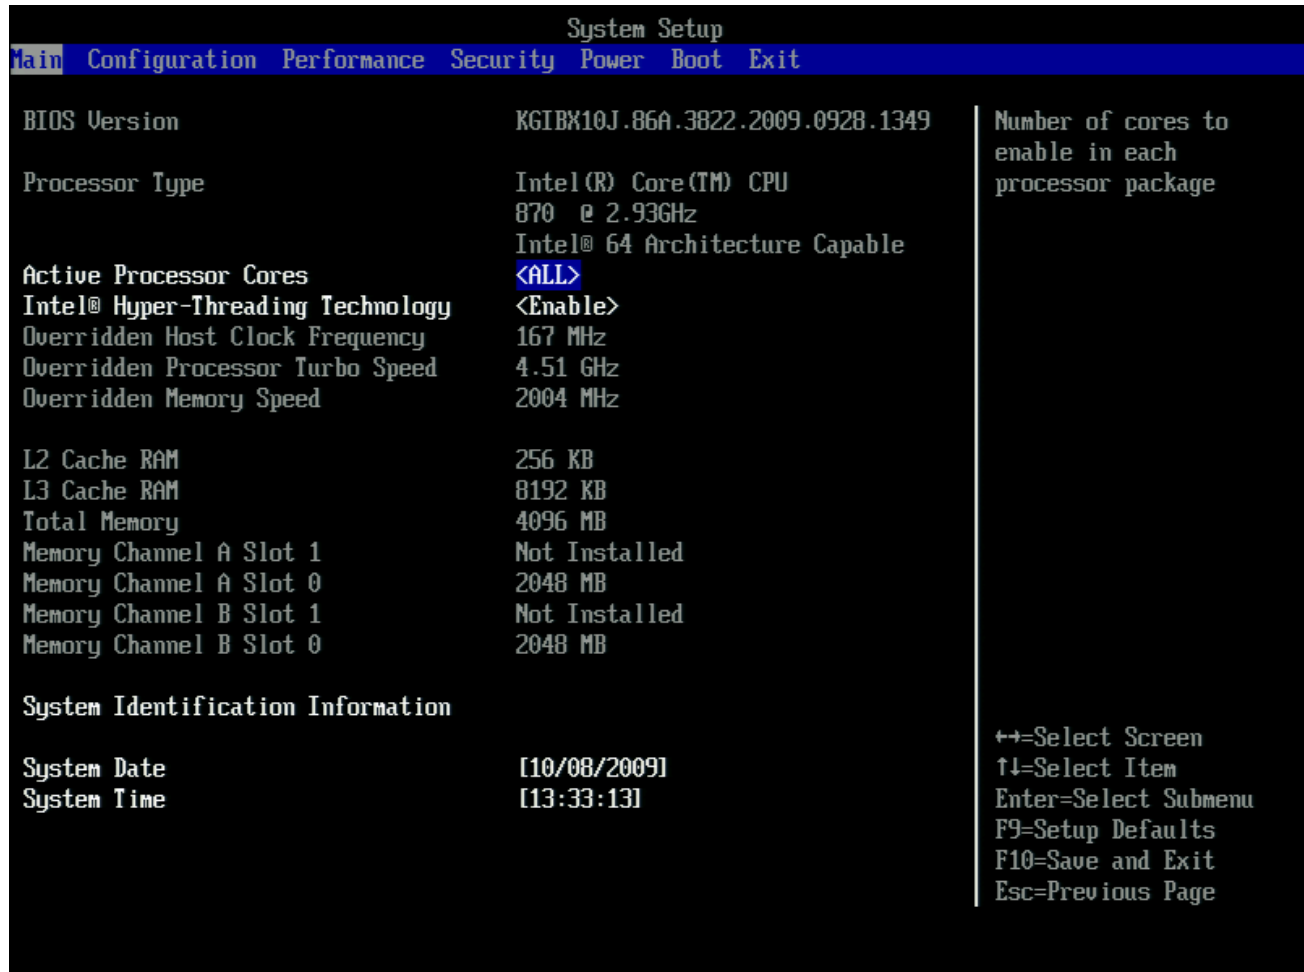 System Setup
Main Configuration Performance Security Power Boot Exit
BIOS Version KGIBX10J.86A.3822.2009.0928.1349
Processor Type Intel(R) Core(TM) CPU
870 @ 2.93GHz
Intel® 64 Architecture Capable
Active Processor Cores <ALL>
Intel® Hyper-Threading Technology <Enable>
Overridden Host Clock Frequency 167 MHz
Overridden Processor Turbo Speed 4.51 GHz
Overridden Memory Speed 2004 MHz
L2 Cache RAM 256 KB
L3 Cache RAM 8192 KB
Total Memory 4096 MB
Memory Channel A Slot 1 Not Installed
Memory Channel A Slot 0 2048 MB
Memory Channel B Slot 1 Not Installed
Memory Channel B Slot 0 2048 MB
System Identification Information
System Date [10/08/2009]
System Time [13:33:13]
Number of cores to
enable in each
processor package
←→=Select Screen
↑↓=Select Item
Enter=Select Submenu
F9=Setup Defaults
F10=Save and Exit
Esc=Previous Page